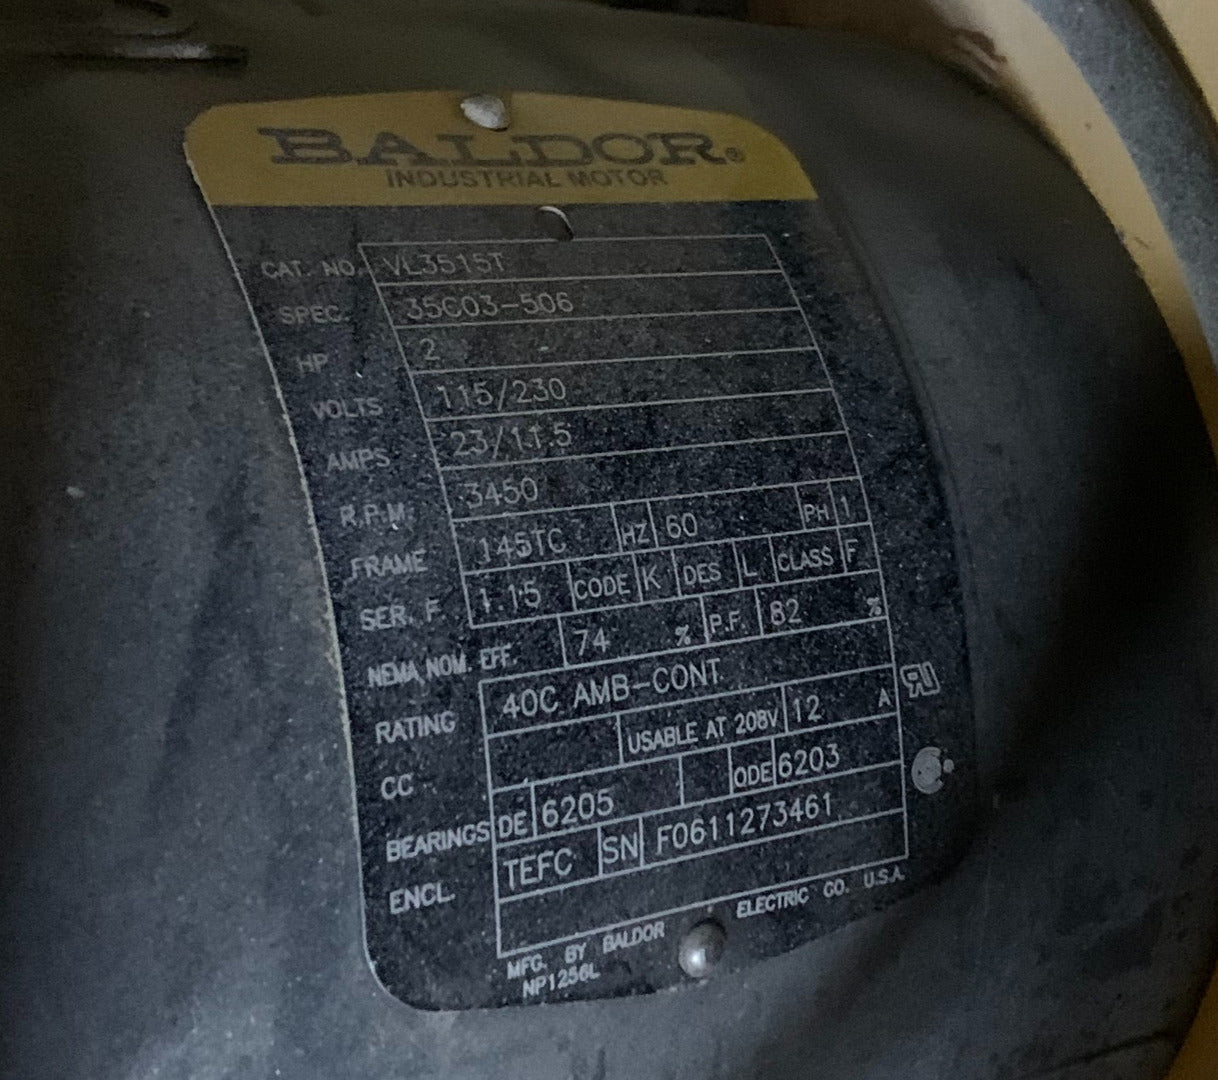 BALDOR®
INDUSTRIAL MOTOR
CAT. NO. VL3515T
SPEC. 35C03-506
HP 2
VOLTS 115/230
AMPS 23/11.5
R.P.M. 3450
FRAME 145TC HZ 60 PH 1
SER. F. 1.15 CODE K DES L CLASS F
NEMA NOM. EFF. 74 % P.F. 82 %
RATING 40C AMB-CONT
CC USABLE AT 208V 12 A
BEARINGS DE 6205 ODE 6203
ENCL. TEFC SN F0611273461
MFG. BY BALDOR ELECTRIC CO. U.S.A.
NP1256L